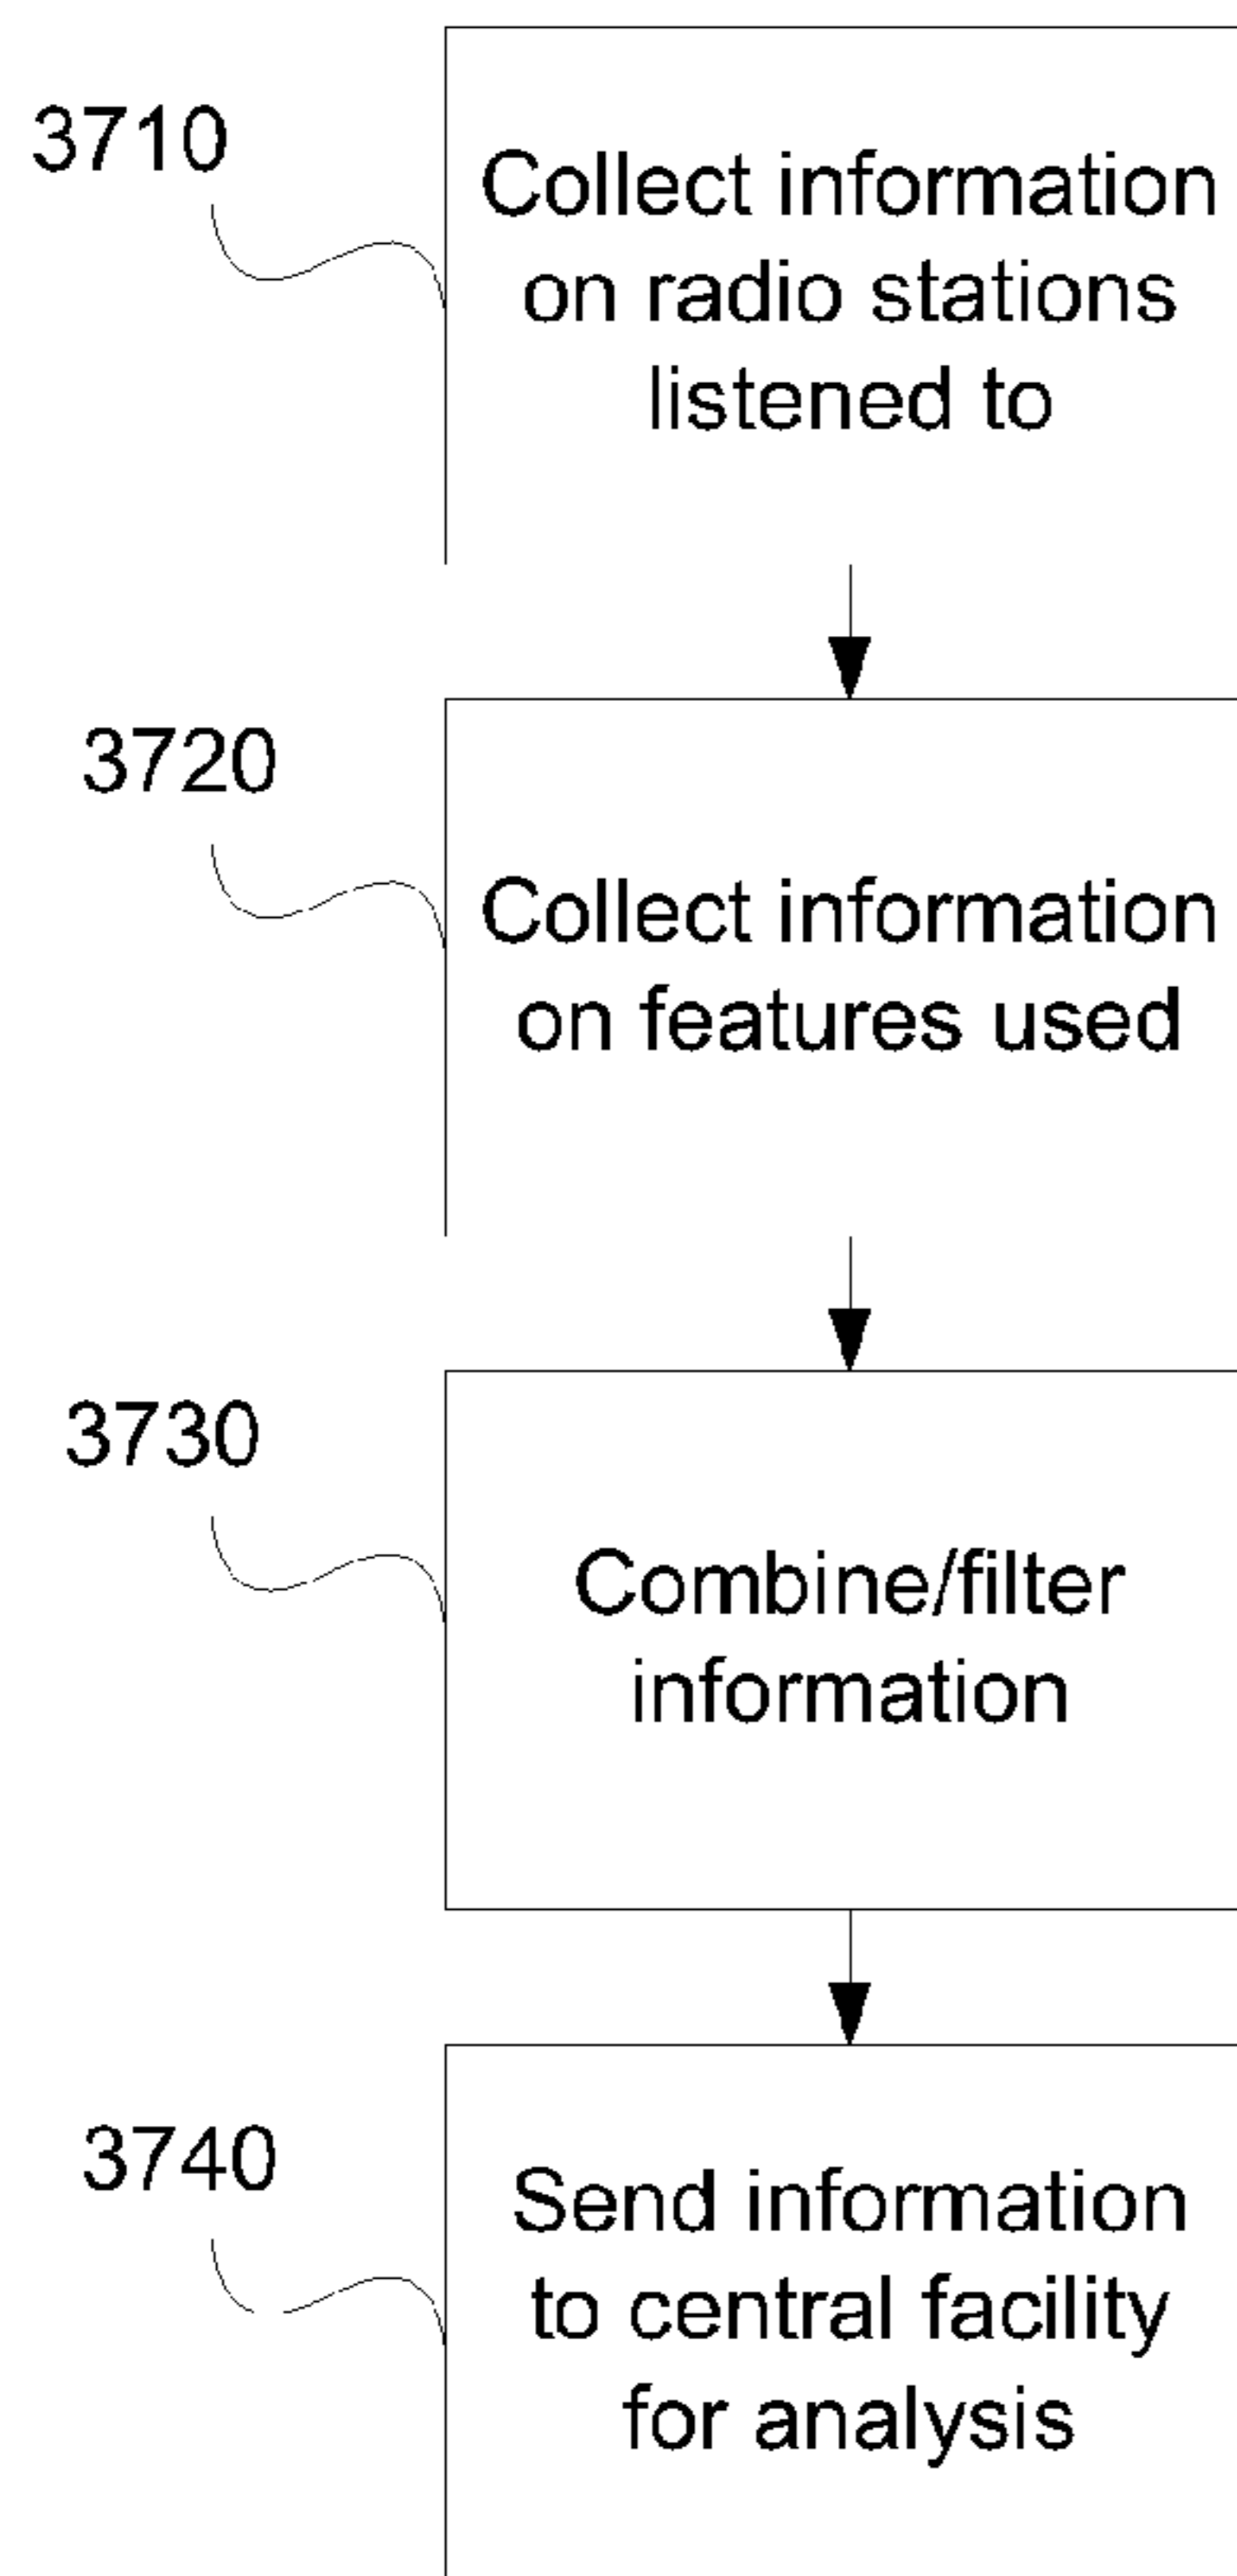 3710
Collect information
on radio stations
listened to
3720
Collect information
on features used
3730
Combine/filter
information
3740
Send information
to central facility
for analysis